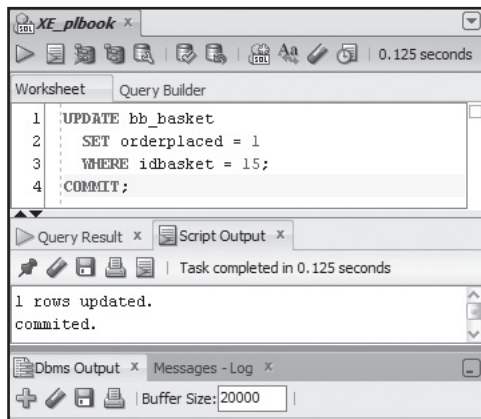 XE_plbook x
SQL Aa 0.125 seconds
Worksheet Query Builder
1 UPDATE bb_basket
2 SET orderplaced = 1
3 WHERE idbasket = 15;
4 COMMIT;
Query Result x Script Output x
Task completed in 0.125 seconds
1 rows updated.
commited.
Dbms Output x Messages - Log x
Buffer Size: 20000